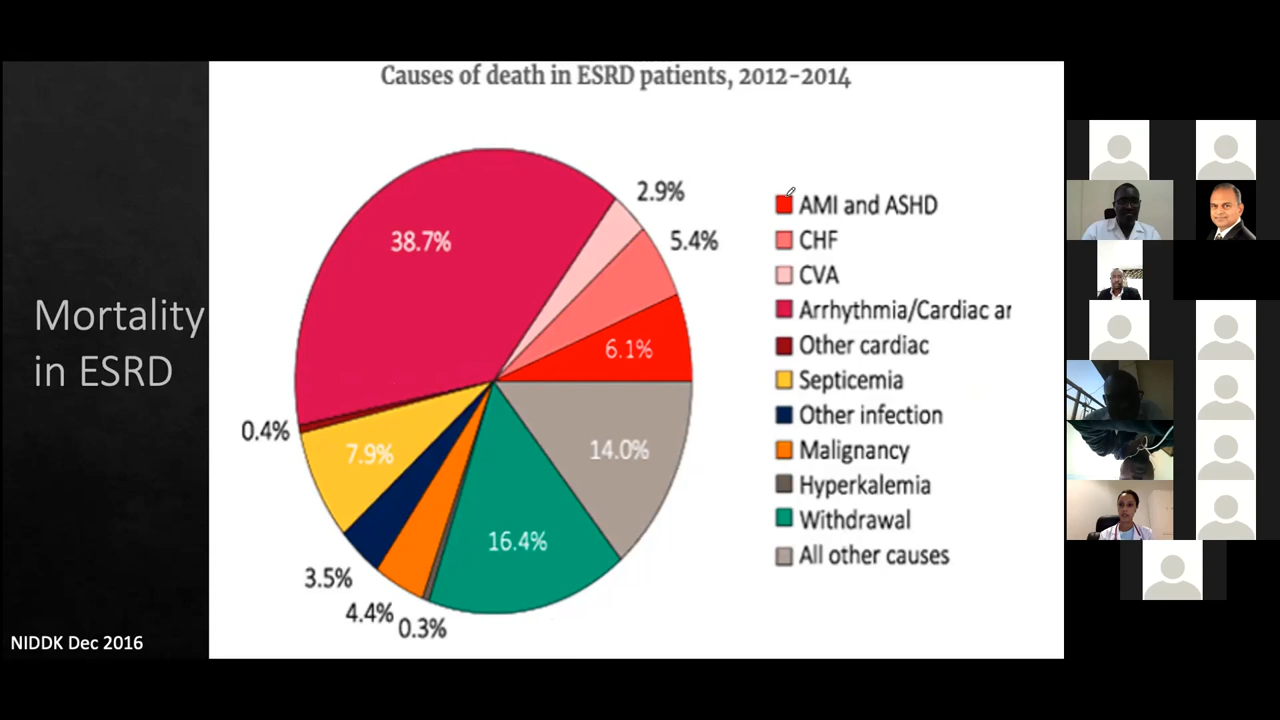 Causes of death in ESRD patients, 2012-2014
Mortality
in ESRD
NIDDK Dec 2016
38.7%
2.9%
5.4%
6.1%
14.0%
16.4%
0.3%
4.4%
3.5%
7.9%
0.4%
AMI and ASHD
CHF
CVA
Arrhythmia/Cardiac ar
Other cardiac
Septicemia
Other infection
Malignancy
Hyperkalemia
Withdrawal
All other causes